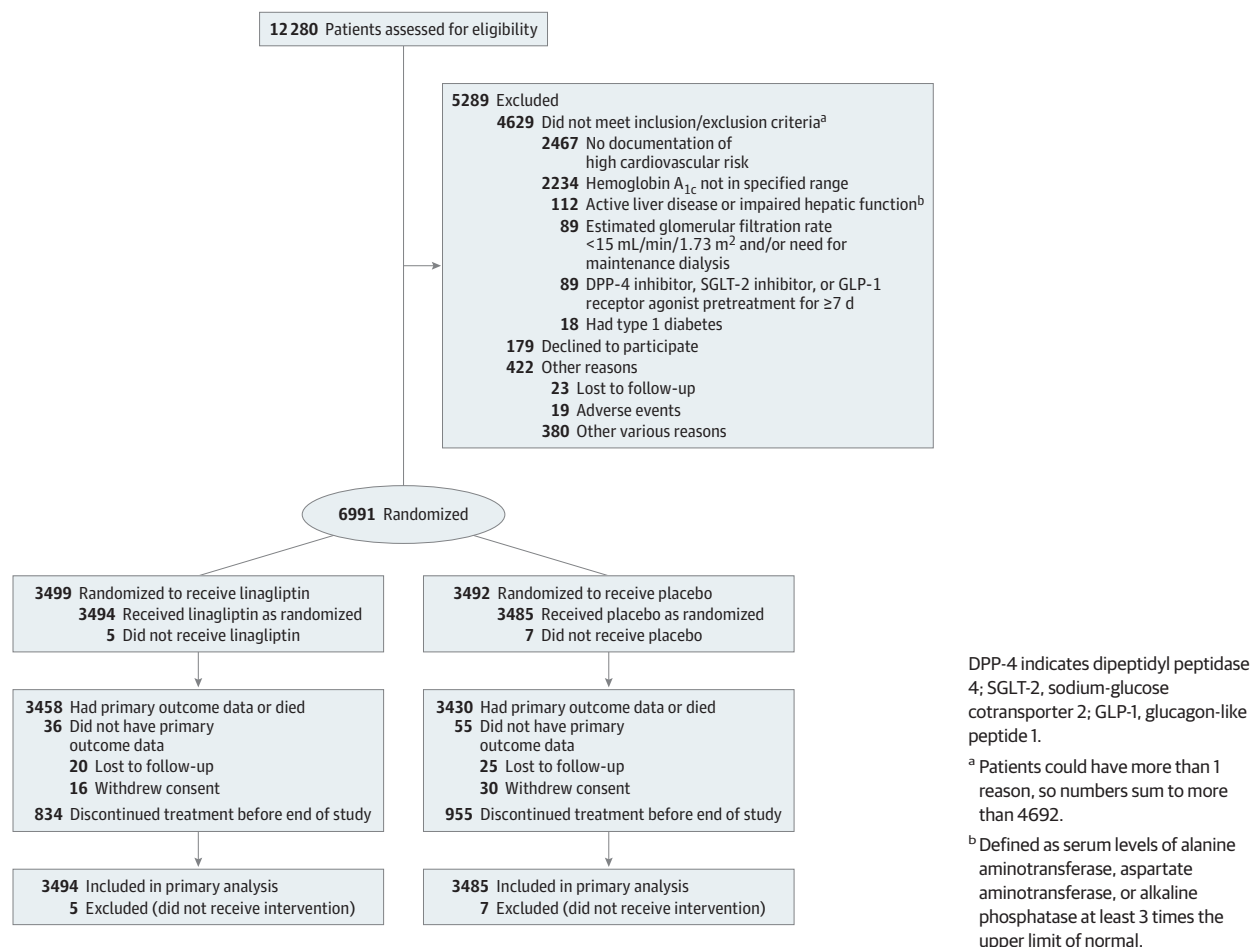 12 280 Patients assessed for eligibility
5289 Excluded
4629 Did not meet inclusion/exclusion criteriaa
2467 No documentation of
high cardiovascular risk
2234 Hemoglobin A1c not in specified range
112 Active liver disease or impaired hepatic functionb
89 Estimated glomerular filtration rate
<15 mL/min/1.73 m2 and/or need for
maintenance dialysis
89 DPP-4 inhibitor, SGLT-2 inhibitor, or GLP-1
receptor agonist pretreatment for ≥7 d
18 Had type 1 diabetes
179 Declined to participate
422 Other reasons
23 Lost to follow-up
19 Adverse events
380 Other various reasons
6991 Randomized
3499 Randomized to receive linagliptin
3494 Received linagliptin as randomized
5 Did not receive linagliptin
3492 Randomized to receive placebo
3485 Received placebo as randomized
7 Did not receive placebo
3458 Had primary outcome data or died
36 Did not have primary
outcome data
20 Lost to follow-up
16 Withdrew consent
834 Discontinued treatment before end of study
3430 Had primary outcome data or died
55 Did not have primary
outcome data
25 Lost to follow-up
30 Withdrew consent
955 Discontinued treatment before end of study
3494 Included in primary analysis
5 Excluded (did not receive intervention)
3485 Included in primary analysis
7 Excluded (did not receive intervention)
DPP-4 indicates dipeptidyl peptidase
4; SGLT-2, sodium-glucose
cotransporter 2; GLP-1, glucagon-like
peptide 1.
a Patients could have more than 1
reason, so numbers sum to more
than 4692.
b Defined as serum levels of alanine
aminotransferase, aspartate
aminotransferase, or alkaline
phosphatase at least 3 times the
upper limit of normal.